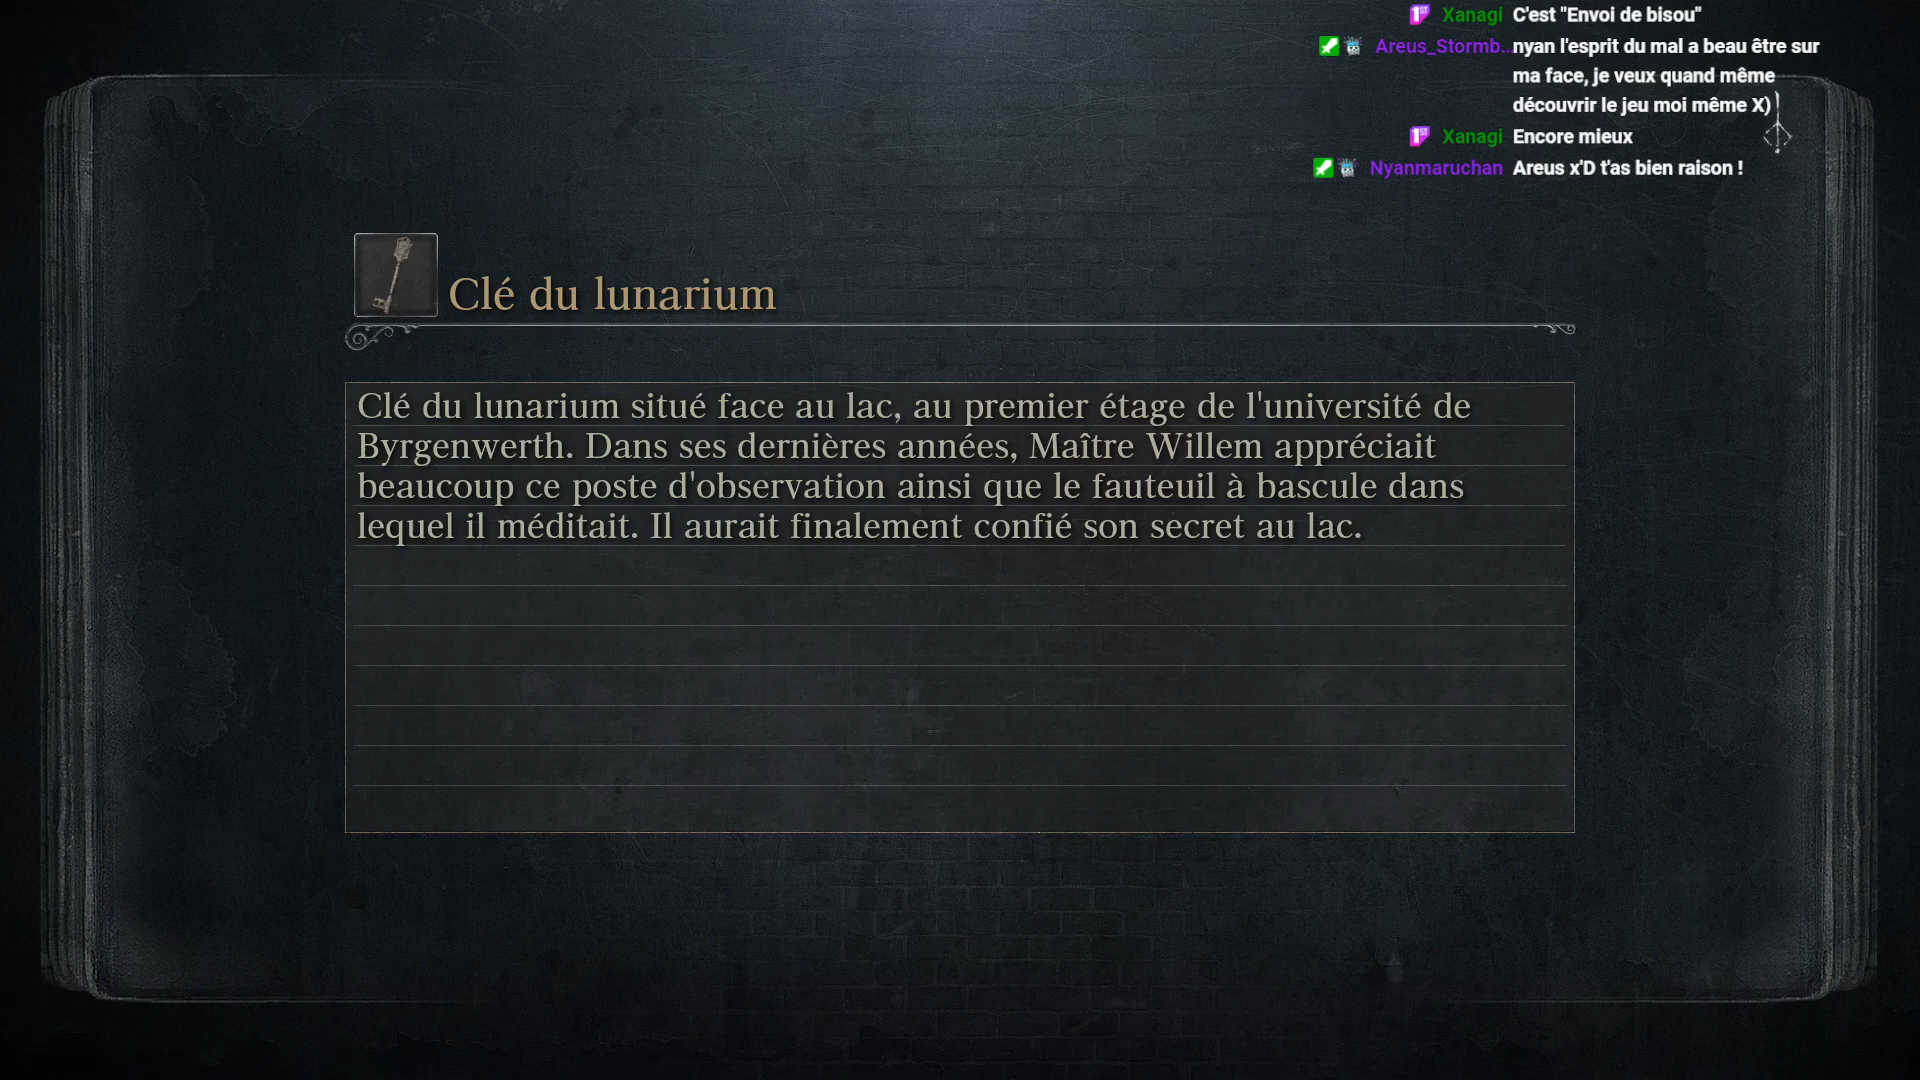 Xanagi C'est "Envoi de bisou"
Areus_Stormb... nyan l'esprit du mal a beau être sur
ma face, je veux quand même
découvrir le jeu moi même X)
Xanagi Encore mieux
Nyanmaruchan Areus x'D t'as bien raison !
Clé du lunarium
Clé du lunarium situé face au lac, au premier étage de l'université de
Byrgenwerth. Dans ses dernières années, Maître Willem appréciait
beaucoup ce poste d'observation ainsi que le fauteuil à bascule dans
lequel il méditait. Il aurait finalement confié son secret au lac.